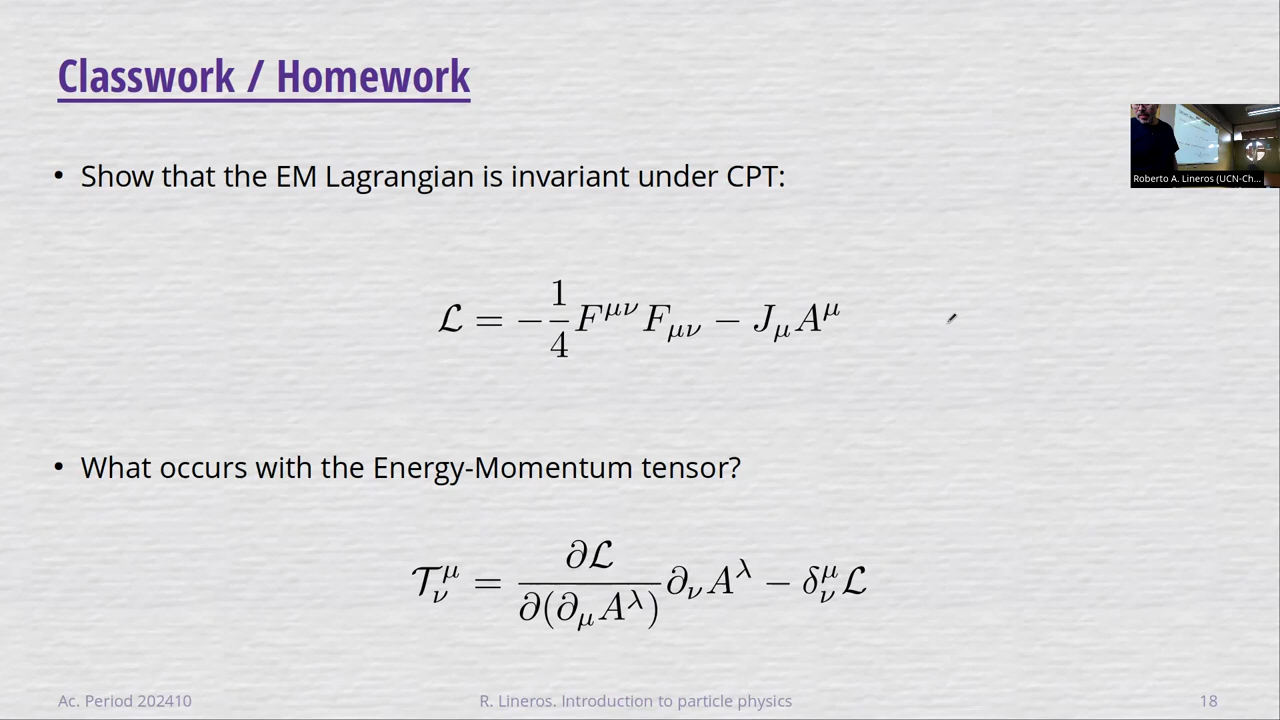 Classwork / Homework
• Show that the EM Lagrangian is invariant under CPT:
Roberto A. Lineros (UCN-Ch...
ℒ = −1/4 F^{μν} F_{μν} − J_μ A^μ
• What occurs with the Energy-Momentum tensor?
𝒯^μ_ν = ∂ℒ/∂(∂_μ A^λ) ∂_ν A^λ − δ^μ_ν ℒ
Ac. Period 202410
R. Lineros. Introduction to particle physics
18